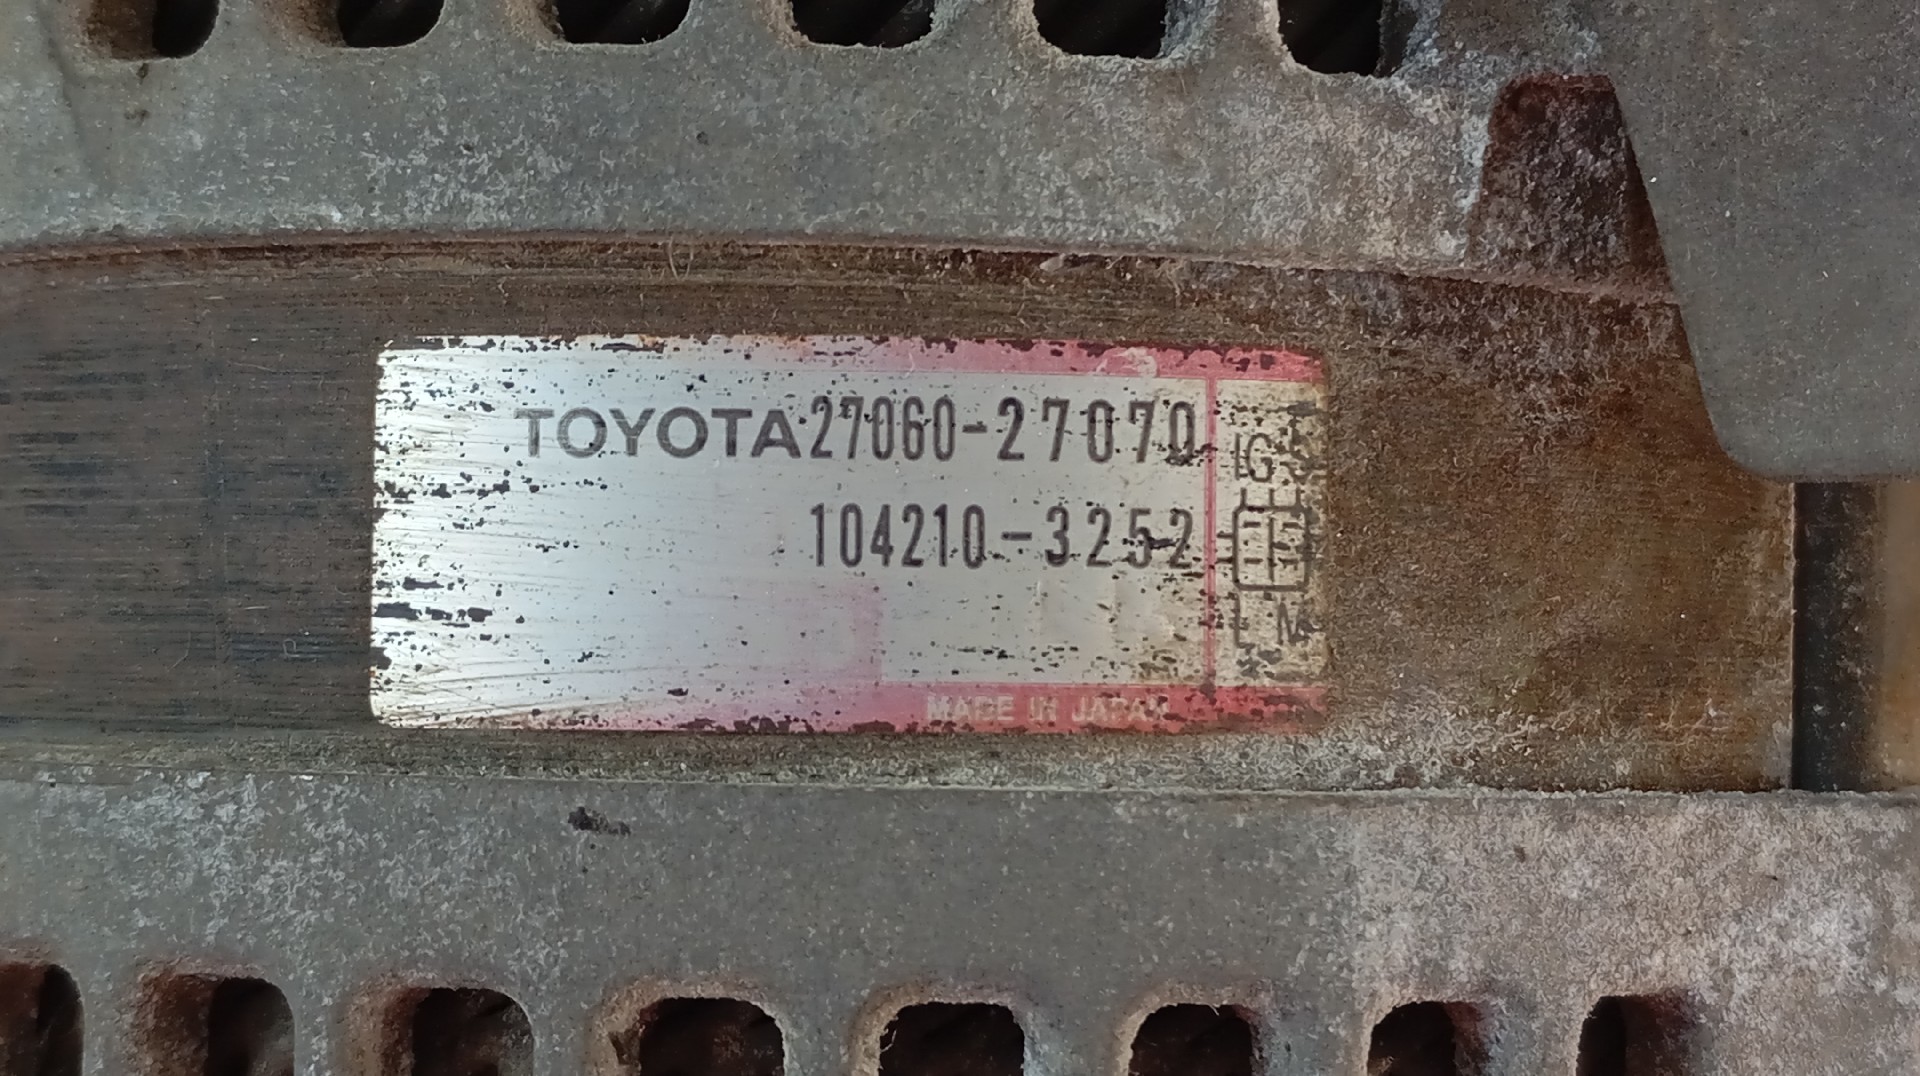 TOYOTA 27060-27070
104210-3252
IG S
L M
MADE IN JAPAN